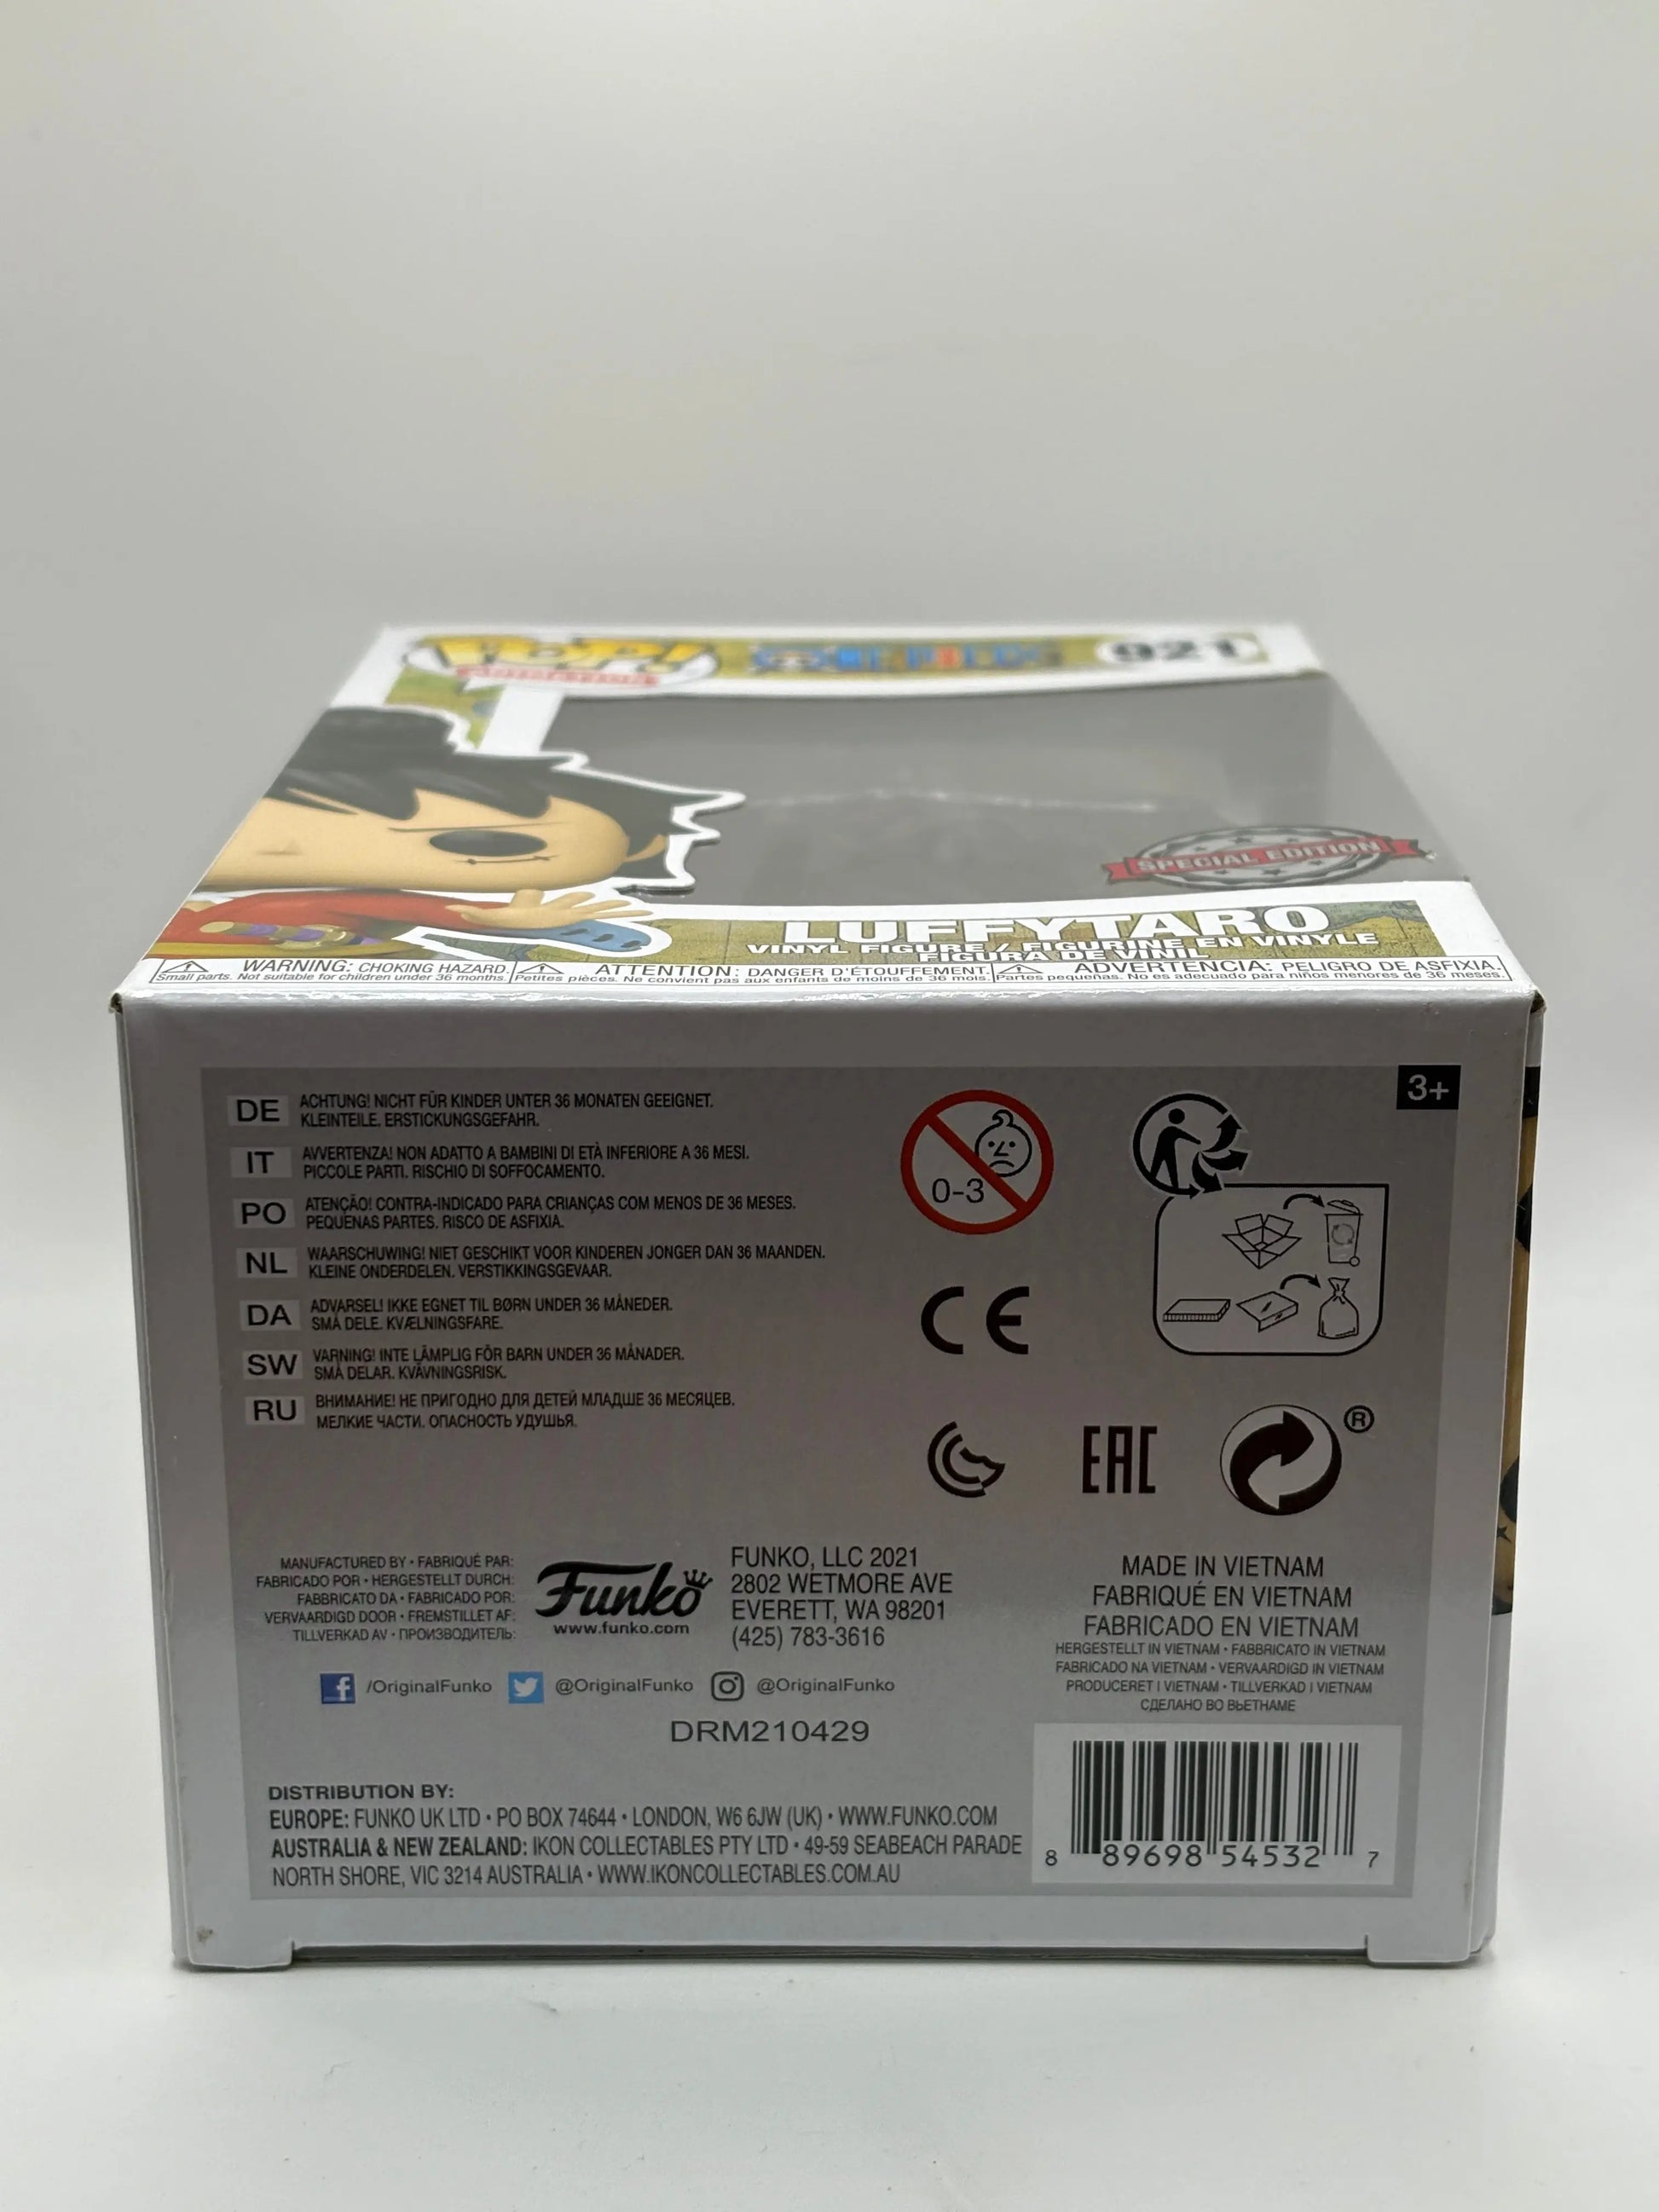 POP!
ANIMATION
ONE PIECE
921
SPECIAL EDITION
LUFFYTARO
VINYL FIGURE / FIGURINE EN VINYLE
FIGURA DE VINIL
WARNING: CHOKING HAZARD.
Small parts. Not suitable for children under 36 months.
ATTENTION: DANGER D'ÉTOUFFEMENT.
Petites pièces. Ne convient pas aux enfants de moins de 36 mois.
ADVERTENCIA: PELIGRO DE ASFIXIA.
Partes pequenas. No es adecuado para niños menores de 36 meses.
3+
DE ACHTUNG! NICHT FÜR KINDER UNTER 36 MONATEN GEEIGNET.
KLEINTEILE. ERSTICKUNGSGEFAHR.
IT AVVERTENZA! NON ADATTO A BAMBINI DI ETÀ INFERIORE A 36 MESI.
PICCOLE PARTI. RISCHIO DI SOFFOCAMENTO.
PO ATENÇÃO! CONTRA-INDICADO PARA CRIANÇAS COM MENOS DE 36 MESES.
PEQUENAS PARTES. RISCO DE ASFIXIA.
NL WAARSCHUWING! NIET GESCHIKT VOOR KINDEREN JONGER DAN 36 MAANDEN.
KLEINE ONDERDELEN. VERSTIKKINGSGEVAAR.
DA ADVARSEL! IKKE EGNET TIL BØRN UNDER 36 MÅNEDER.
SMÅ DELE. KVÆLNINGSFARE.
SW VARNING! INTE LÄMPLIG FÖR BARN UNDER 36 MÅNADER.
SMÅ DELAR. KVÄVNINGSRISK.
RU ВНИМАНИЕ! НЕ ПРИГОДНО ДЛЯ ДЕТЕЙ МЛАДШЕ 36 МЕСЯЦЕВ.
МЕЛКИЕ ЧАСТИ. ОПАСНОСТЬ УДУШЬЯ.
0-3
CE
EAC
®
MANUFACTURED BY • FABRIQUÉ PAR:
FABRICADO POR • HERGESTELLT DURCH:
FABBRICATO DA • FABRICADO POR:
VERVAARDIGD DOOR • FREMSTILLET AF:
TILLVERKAD AV • ПРОИЗВОДИТЕЛЬ:
Funko
www.funko.com
FUNKO, LLC 2021
2802 WETMORE AVE
EVERETT, WA 98201
(425) 783-3616
MADE IN VIETNAM
FABRIQUÉ EN VIETNAM
FABRICADO EN VIETNAM
HERGESTELLT IN VIETNAM • FABBRICATO IN VIETNAM
FABRICADO NA VIETNAM • VERVAARDIGD IN VIETNAM
PRODUCERET I VIETNAM • TILLVERKAD I VIETNAM
СДЕЛАНО ВО ВЬЕТНАМЕ
/OriginalFunko @OriginalFunko @OriginalFunko
DRM210429
DISTRIBUTION BY:
EUROPE: FUNKO UK LTD • PO BOX 74644 • LONDON, W6 6JW (UK) • WWW.FUNKO.COM
AUSTRALIA & NEW ZEALAND: IKON COLLECTABLES PTY LTD • 49-59 SEABEACH PARADE
NORTH SHORE, VIC 3214 AUSTRALIA • WWW.IKONCOLLECTABLES.COM.AU
8 89698 54532 7